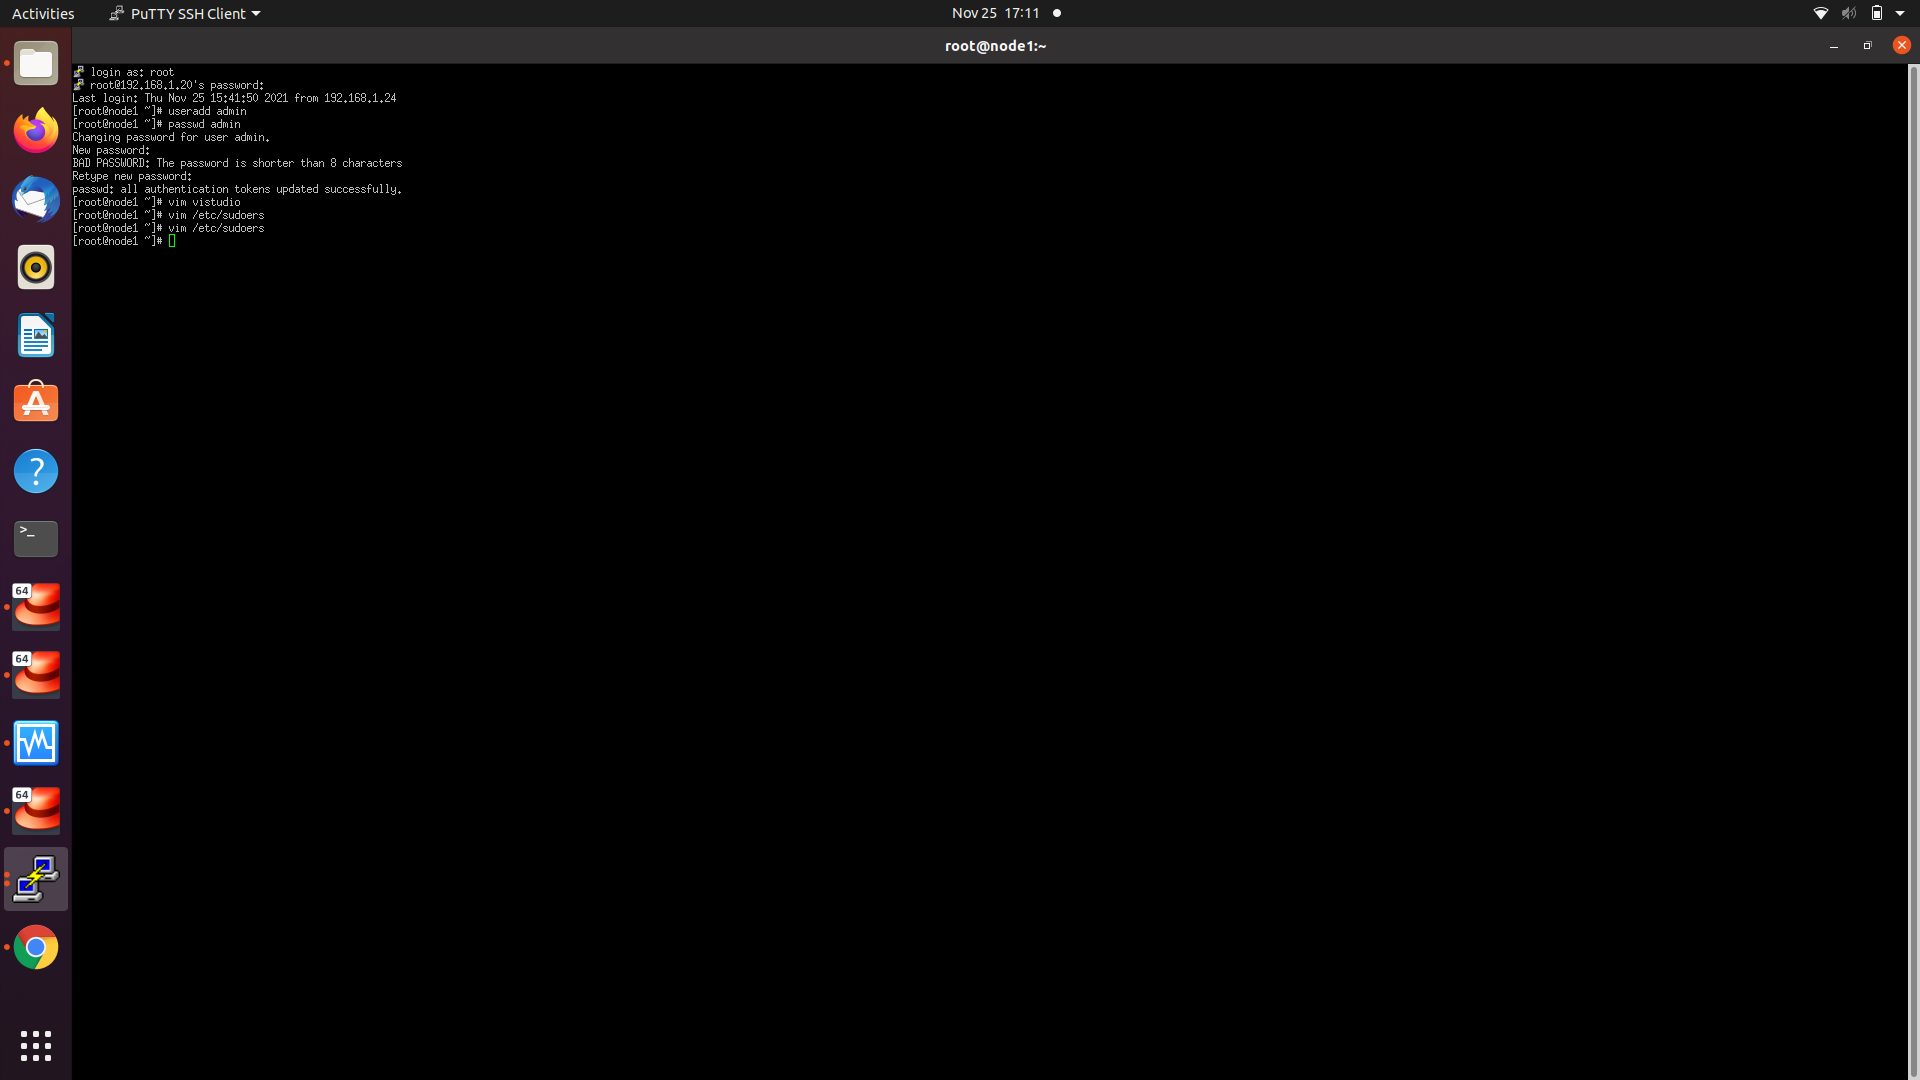 Activities PuTTY SSH Client Nov 25 17:11
root@node1:~
login as: root
root@192.168.1.20's password:
Last login: Thu Nov 25 15:41:50 2021 from 192.168.1.24
[root@node1 ~]# useradd admin
[root@node1 ~]# passwd admin
Changing password for user admin.
New password:
BAD PASSWORD: The password is shorter than 8 characters
Retype new password:
passwd: all authentication tokens updated successfully.
[root@node1 ~]# vim vistudio
[root@node1 ~]# vim /etc/sudoers
[root@node1 ~]# vim /etc/sudoers
[root@node1 ~]#
?
>_
64
64
64